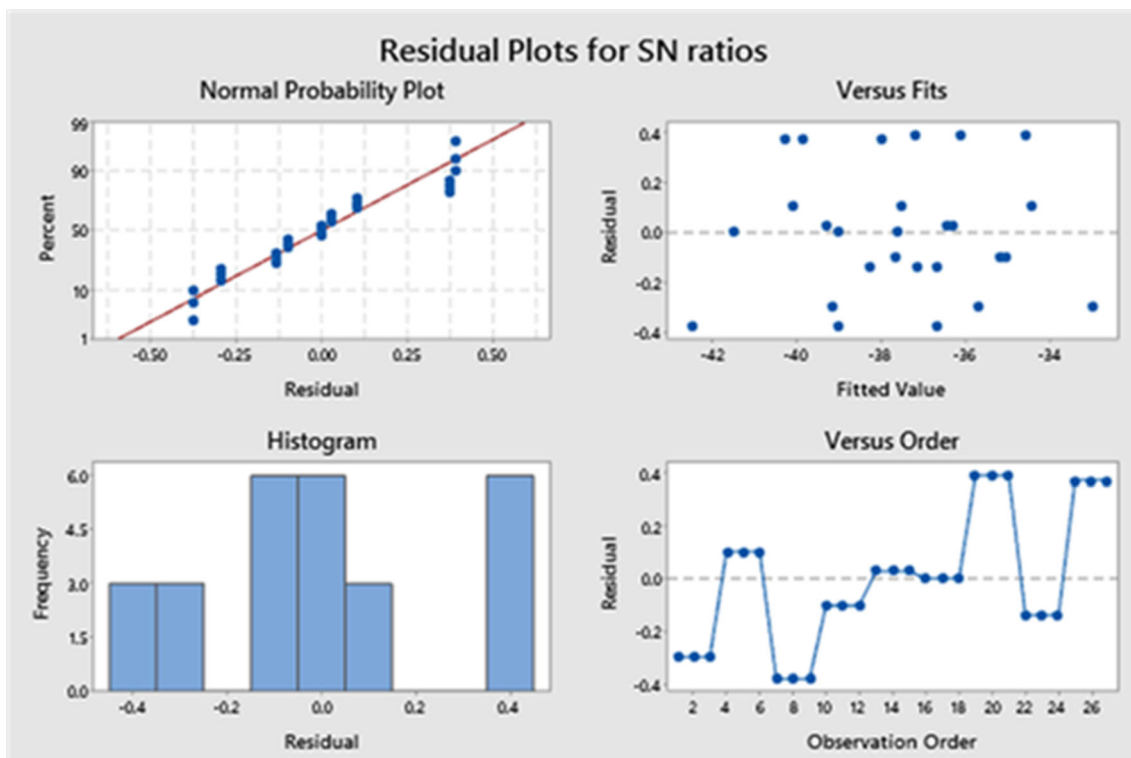 Residual Plots for SN ratios
Normal Probability Plot
Versus Fits
99
90
50
10
1
Percent
-0.50 -0.25 0.00 0.25 0.50
Residual
0.4
0.2
0.0
-0.2
-0.4
Residual
-42 -40 -38 -36 -34
Fitted Value
Histogram
Versus Order
6.0
4.5
3.0
1.5
0.0
Frequency
-0.4 -0.2 0.0 0.2 0.4
Residual
0.4
0.2
0.0
-0.2
-0.4
Residual
2 4 6 8 10 12 14 16 18 20 22 24 26
Observation Order